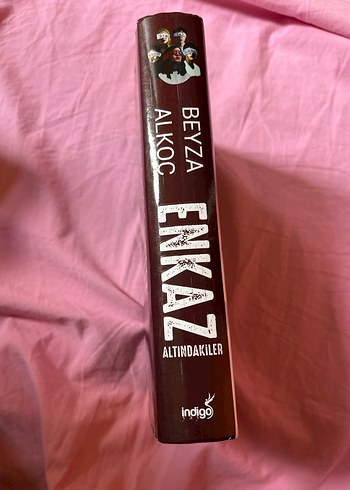 BEYZA
ALKOÇ
ENKAZ
ALTINDAKİLER
indigo